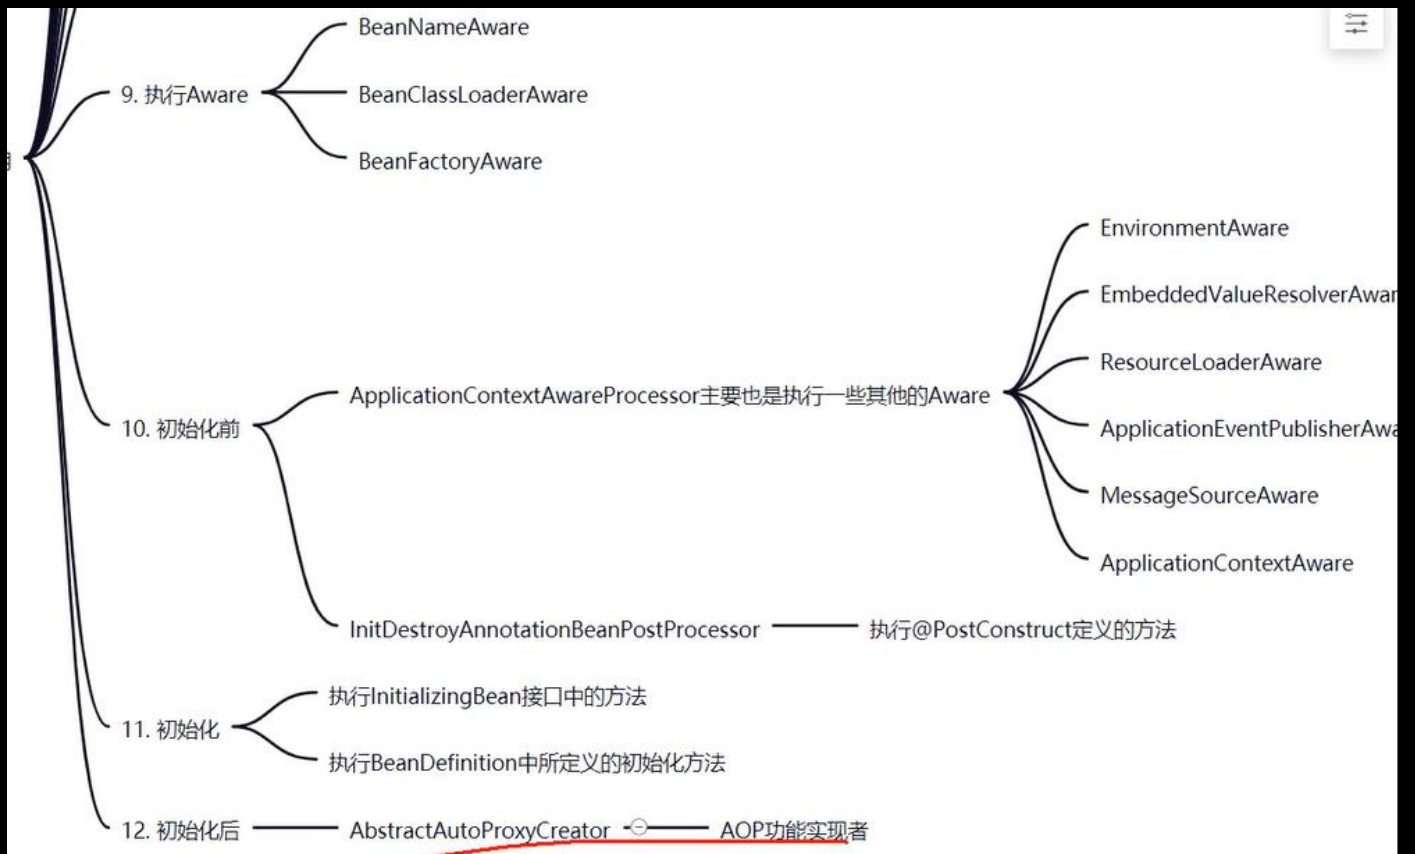 BeanNameAware
9. 执行Aware
BeanClassLoaderAware
BeanFactoryAware
EnvironmentAware
EmbeddedValueResolverAwar
ResourceLoaderAware
ApplicationContextAwareProcessor主要也是执行一些其他的Aware
10. 初始化前
ApplicationEventPublisherAwa
MessageSourceAware
ApplicationContextAware
InitDestroyAnnotationBeanPostProcessor
执行@PostConstruct定义的方法
执行InitializingBean接口中的方法
11. 初始化
执行BeanDefinition中所定义的初始化方法
12. 初始化后
AbstractAutoProxyCreator
AOP功能实现者